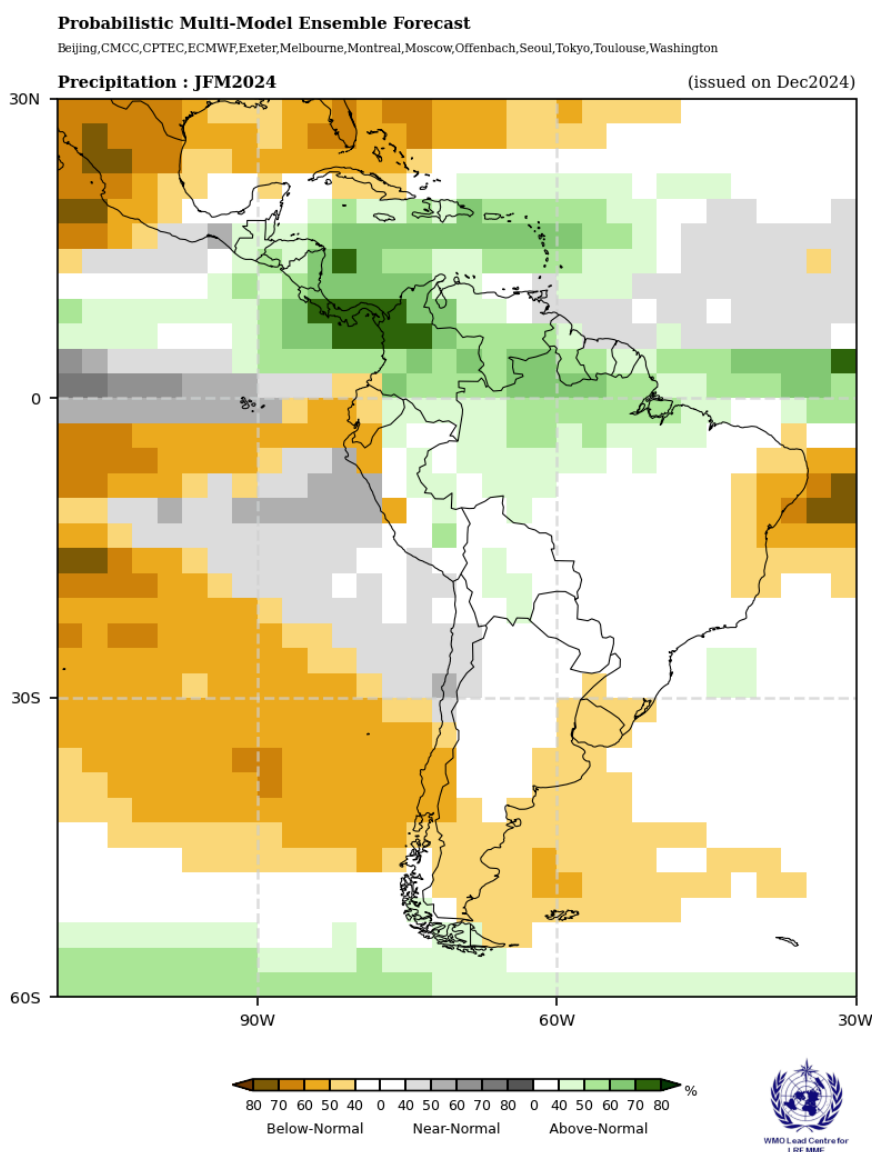 Probabilistic Multi-Model Ensemble Forecast
Beijing,CMCC,CPTEC,ECMWF,Exeter,Melbourne,Montreal,Moscow,Offenbach,Seoul,Tokyo,Toulouse,Washington
Precipitation : JFM2024 (issued on Dec2024)
30N
0
30S
60S
90W 60W 30W
80 70 60 50 40 0 40 50 60 70 0 40 50 60 70 80 %
Below-Normal Near-Normal Above-Normal
WMO Lead Centre for
LRFMME